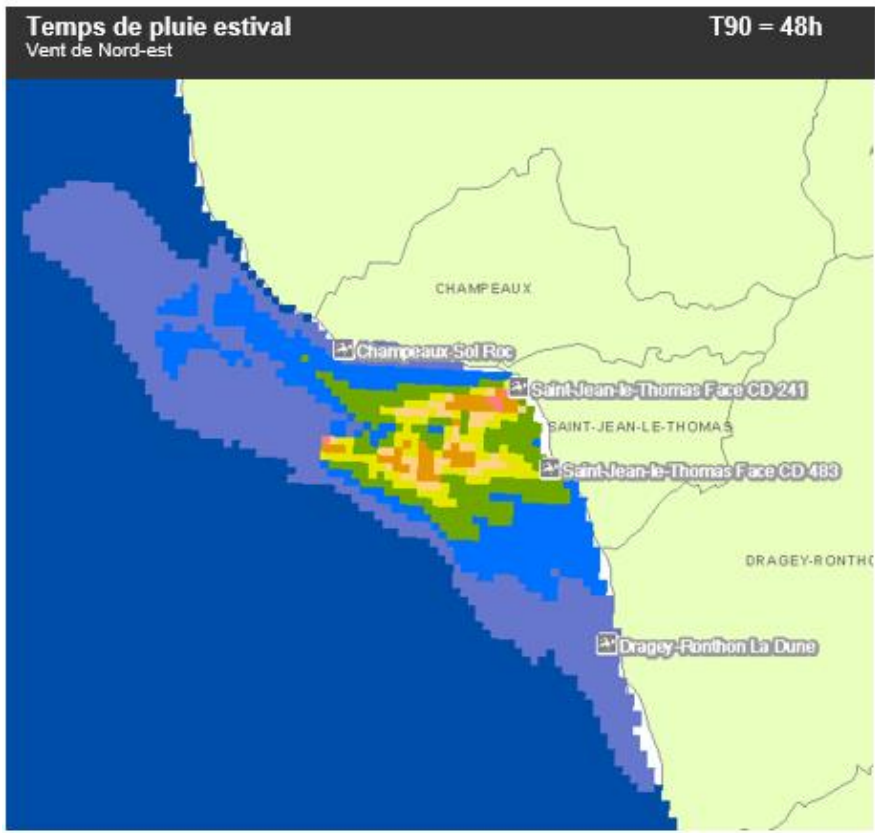 Temps de pluie estival
T90 = 48h
Vent de Nord-est
CHAMPEAUX
Champeaux-Sol Roc
Saint-Jean-le-Thomas Face CD 241
SAINT-JEAN-LE-THOMAS
Saint-Jean-le-Thomas Face CD 483
DRAGEY-RONTHO
Dragey-Ronthon La Dune